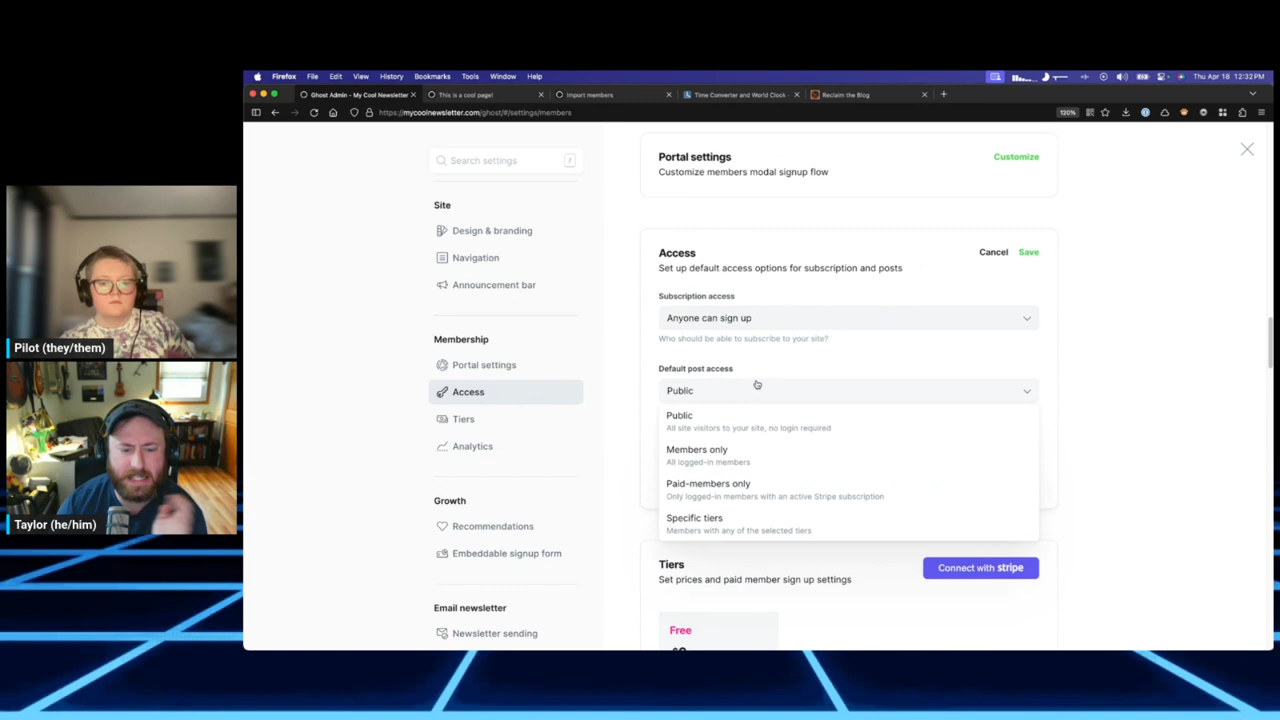 Firefox File Edit View History Bookmarks Tools Window Help Thu Apr 18 12:32 PM
Ghost Admin - My Cool Newsletter
This is a cool page!
Import members
Time Converter and World Clock -
Reclaim the Blog
https://mycoolnewsletter.com/ghost/#/settings/members
120%
Search settings
/
Site
Design & branding
Navigation
Announcement bar
Membership
Portal settings
Access
Tiers
Analytics
Growth
Recommendations
Embeddable signup form
Email newsletter
Newsletter sending
Portal settings
Customize
Customize members modal signup flow
Access
Cancel Save
Set up default access options for subscription and posts
Subscription access
Anyone can sign up
Who should be able to subscribe to your site?
Default post access
Public
Public
All site visitors to your site, no login required
Members only
All logged-in members
Paid-members only
Only logged-in members with an active Stripe subscription
Specific tiers
Members with any of the selected tiers
Tiers
Connect with stripe
Set prices and paid member sign up settings
Free
Pilot (they/them)
Taylor (he/him)